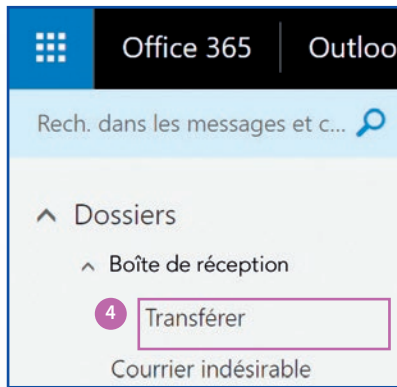 Office 365 Outloo
Rech. dans les messages et c...
Dossiers
Boîte de réception
4 Transférer
Courrier indésirable